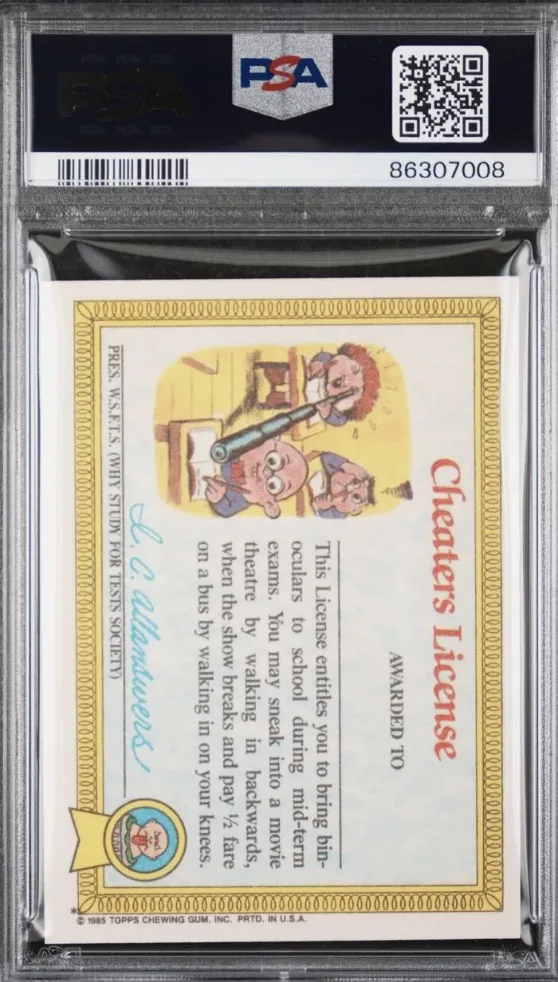 PSA
86307008
Cheaters License
AWARDED TO
This License entitles you to bring bin-
oculars to school during mid-term
exams. You may sneak into a movie
theatre by walking in backwards,
when the show breaks and pay ½ fare
on a bus by walking in on your knees.
I. C. Allanswers
PRES. W.S.F.T.S. (WHY STUDY FOR TESTS SOCIETY)
* © 1985 TOPPS CHEWING GUM, INC. PRTD. IN U.S.A.